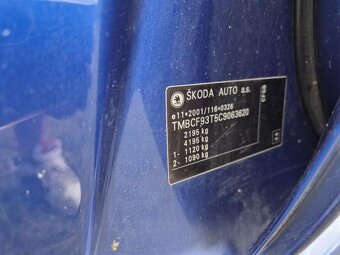 ŠKODA AUTO a.s.
e11*2001/116*0326
TMBCF93T5C9063620
2195 kg
4195 kg
1- 1120 kg
2- 1090 kg